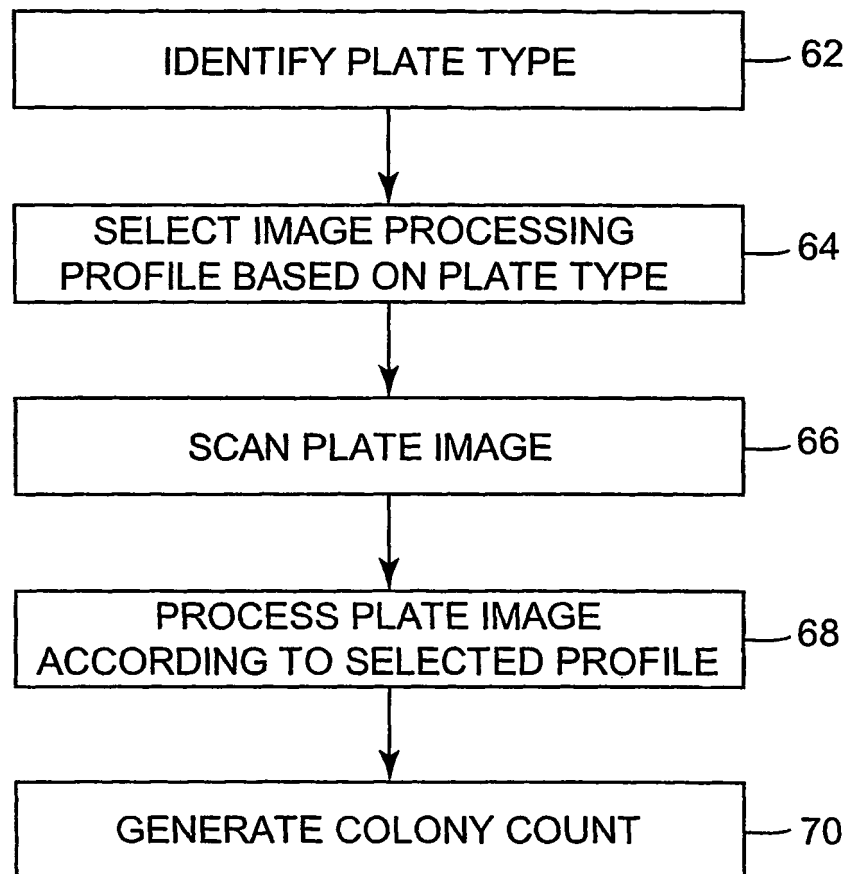 IDENTIFY PLATE TYPE
62
SELECT IMAGE PROCESSING
PROFILE BASED ON PLATE TYPE
64
SCAN PLATE IMAGE
66
PROCESS PLATE IMAGE
ACCORDING TO SELECTED PROFILE
68
GENERATE COLONY COUNT
70